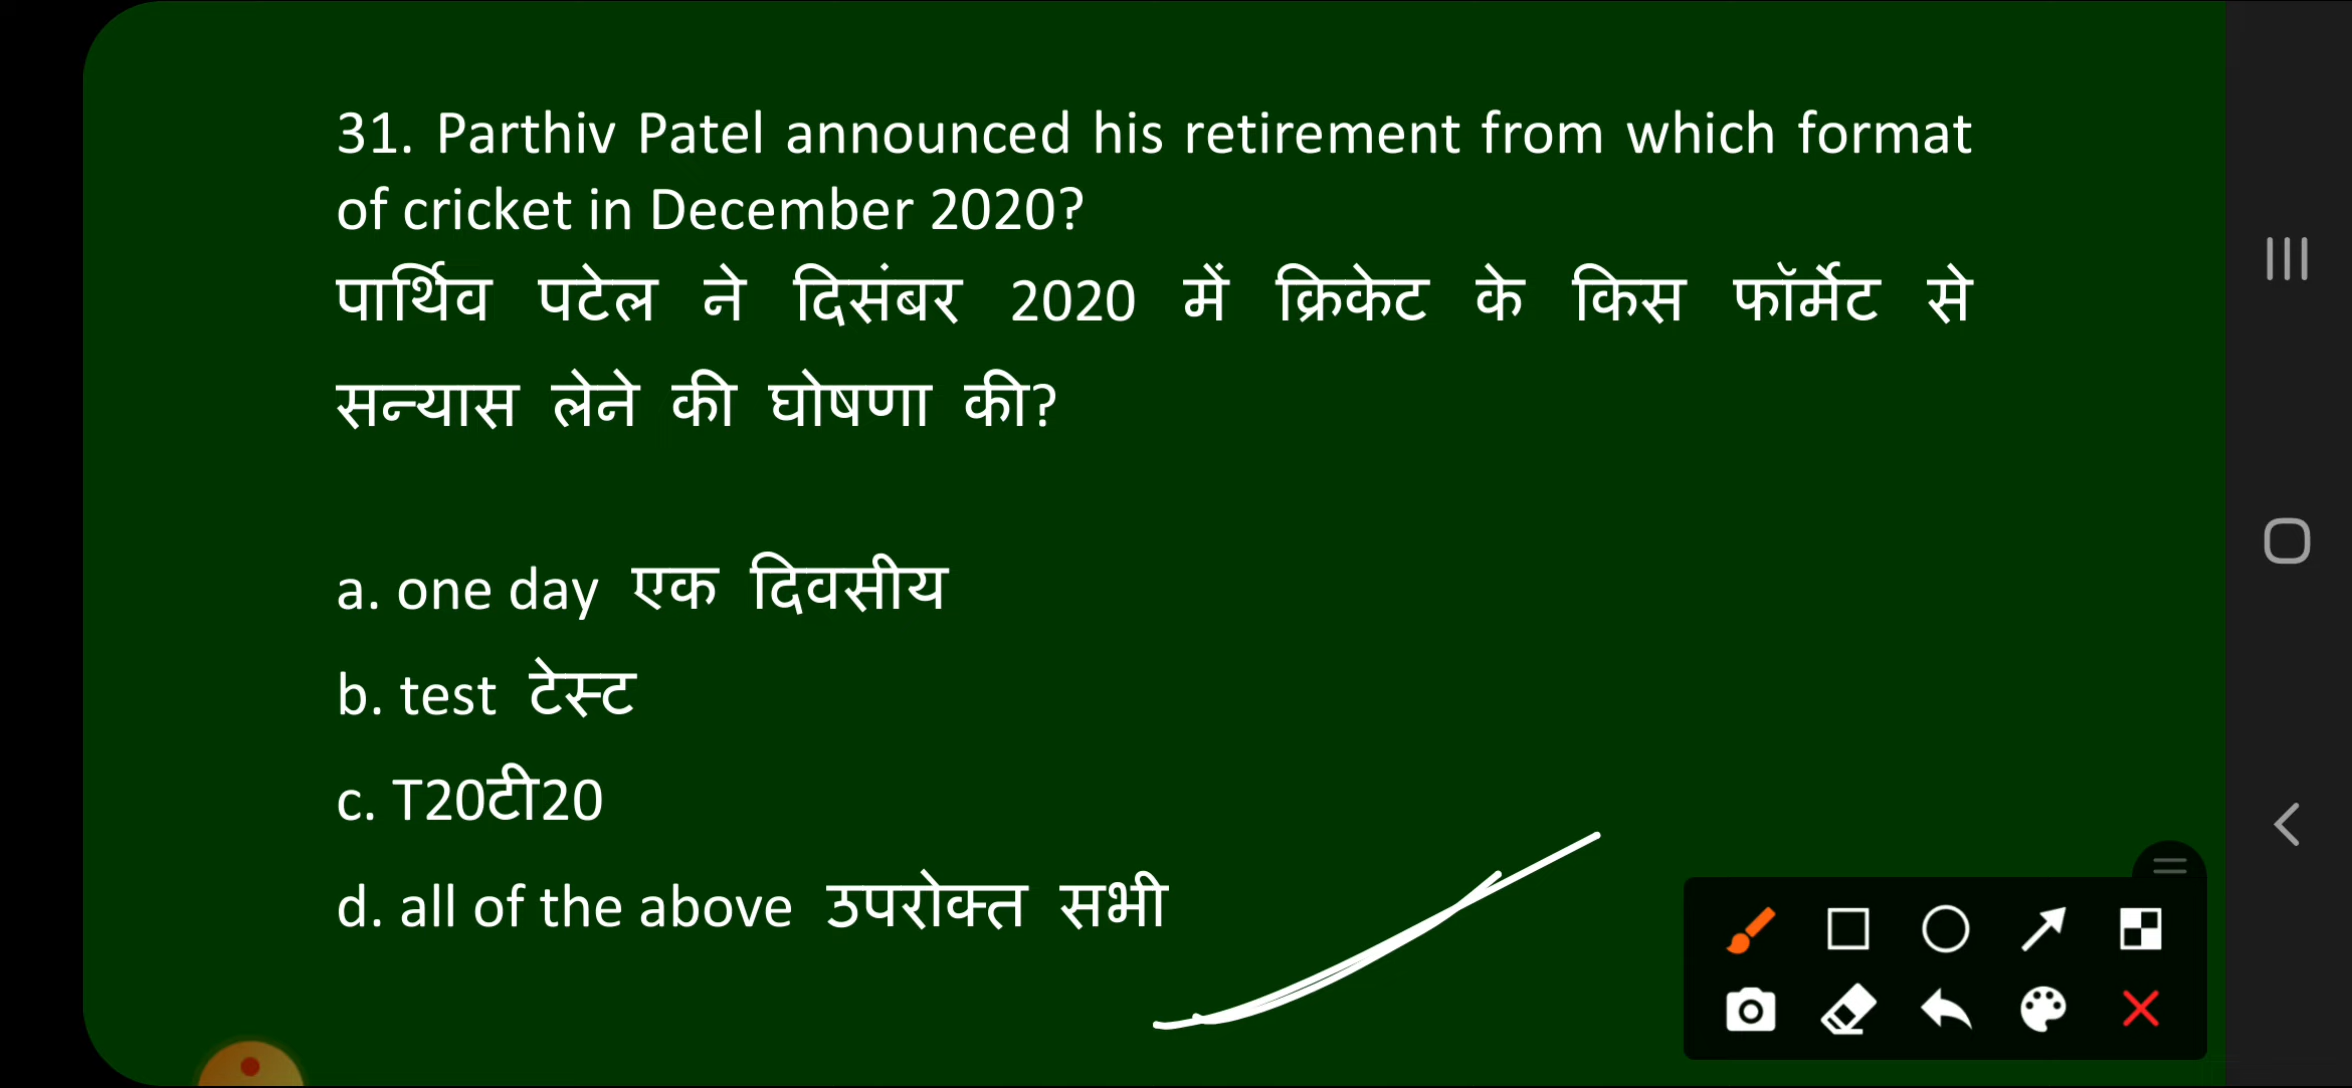 31. Parthiv Patel announced his retirement from which format
of cricket in December 2020?
पार्थिव पटेल ने दिसंबर 2020 में क्रिकेट के किस फॉर्मेट से
सन्यास लेने की घोषणा की?
a. one day एक दिवसीय
b. test टेस्ट
c. T20टी20
d. all of the above उपरोक्त सभी